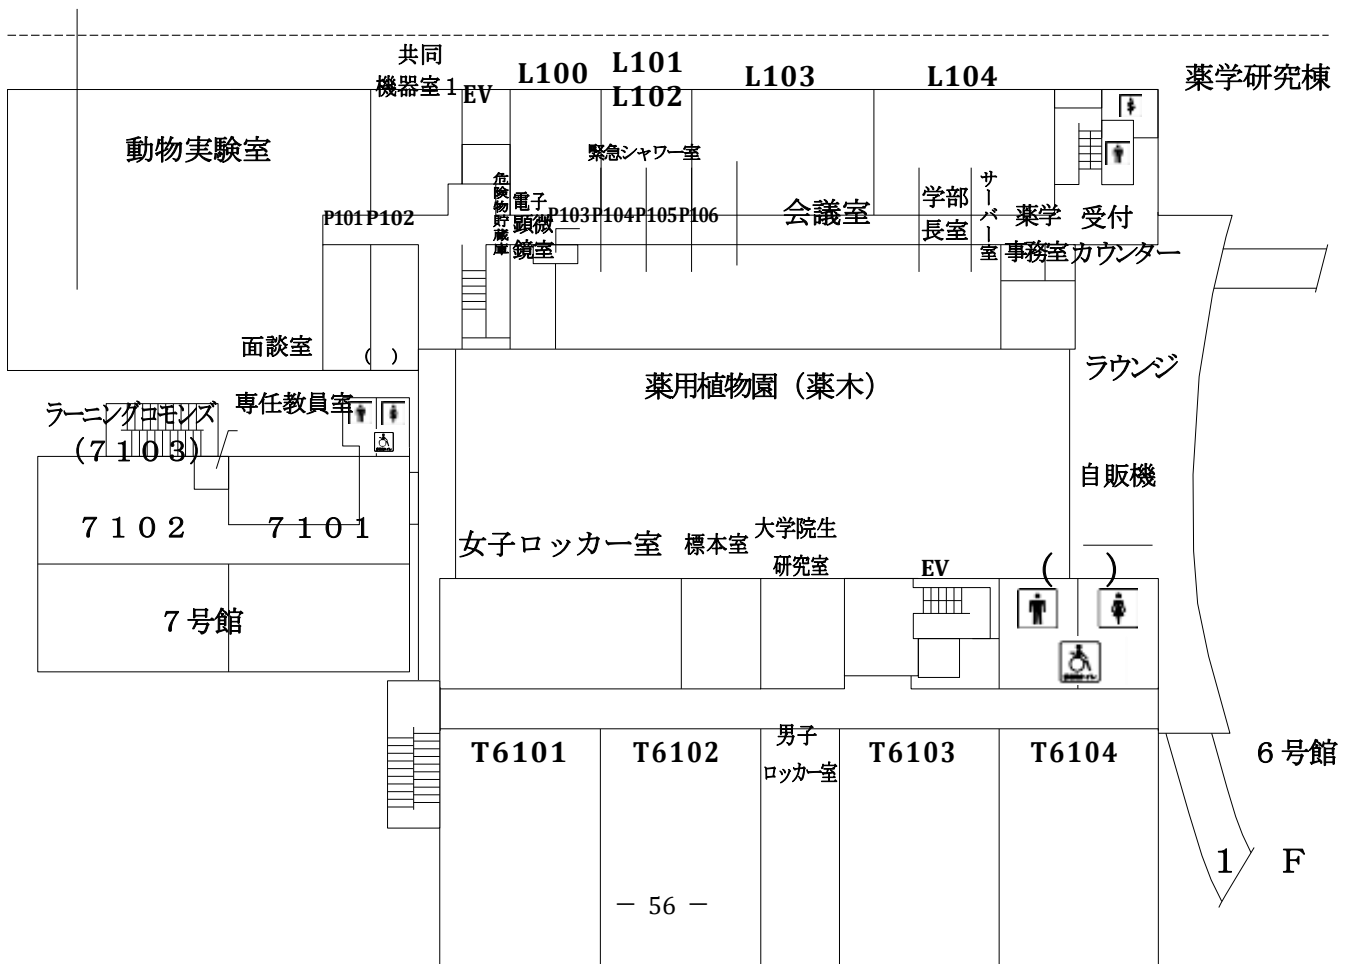 共同
機器室1
EV
L100
L101
L102
L103
L104
薬学研究棟
動物実験室
緊急シャワー室
危険物貯蔵庫
電子
顕微
鏡室
P101
P102
P103
P104
P105
P106
会議室
学部
長室
サーバー室
薬学
事務室
受付
カウンター
面談室
( )
薬用植物園（薬木）
ラウンジ
ラーニングコモンズ
(7103)
専任教員室
自販機
7102
7101
女子ロッカー室
標本室
大学院生
研究室
EV
( )
7号館
T6101
T6102
男子
ロッカー室
T6103
T6104
6号館
1 F
－ 56 －